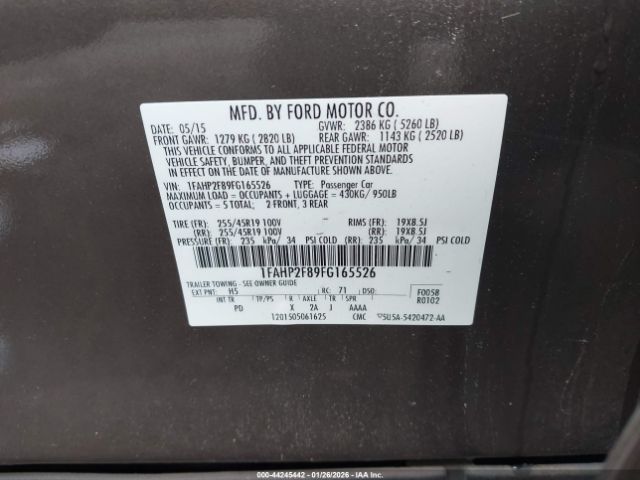 MFD. BY FORD MOTOR CO.
DATE: 05/15 GVWR: 2386 KG ( 5260 LB)
FRONT GAWR: 1279 KG ( 2820 LB) REAR GAWR: 1143 KG ( 2520 LB)
THIS VEHICLE CONFORMS TO ALL APPLICABLE FEDERAL MOTOR
VEHICLE SAFETY, BUMPER, AND THEFT PREVENTION STANDARDS
IN EFFECT ON THE DATE OF MANUFACTURE SHOWN ABOVE.
VIN: 1FAHP2F89FG165526 TYPE: Passenger Car
MAXIMUM LOAD = OCCUPANTS + LUGGAGE = 430KG/ 950LB
OCCUPANTS = 5 TOTAL; 2 FRONT, 3 REAR
TIRE (FR): 255/45R19 100V RIMS (FR): 19X8.5J
(RR): 255/45R19 100V (RR): 19X8.5J
PRESSURE (FR): 235 kPa/ 34 PSI COLD (RR) 235 kPa/ 34 PSI COLD
1FAHP2F89FG165526
TRAILER TOWING - SEE OWNER GUIDE
EXT PNT: H5 RC: 71 DSO: F0058
INT TR TP/PS R AXLE TR SPR R0102
PD X 2A J AAAA
1201505061625 CMC 5U5A-5420472-AA
000-44245442 | 01/26/2026 - IAA Inc.